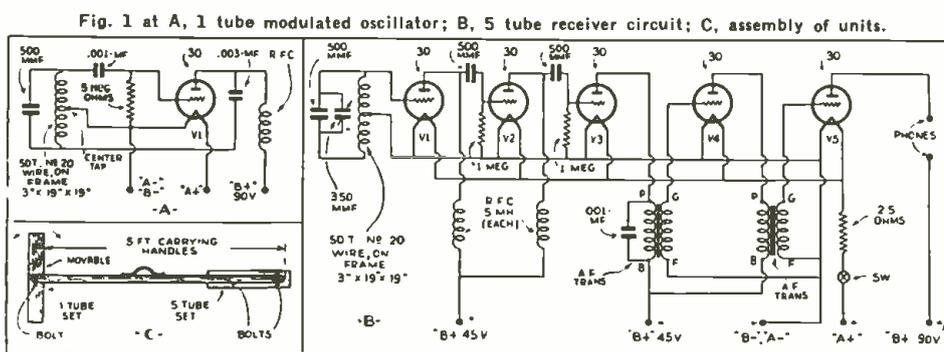 Fig. 1 at A, 1 tube modulated oscillator; B, 5 tube receiver circuit; C, assembly of units.
500 MMF
.001-MF
30
.003-MF
RFC
5 MEG OHMS
V1
50T. Nº 20 WIRE, ON FRAME 3" x 19" x 19"
CENTER TAP
"A-" "B-"
"A+"
"B+" 90V
-A-
5 FT CARRYING HANDLES
MOVABLE
1 TUBE SET
5 TUBE SET
-C-
BOLT
BOLTS
500 MMF
30
500 MMF
30
500 MMF
30
30
30
V1
V2
V3
V4
V5
PHONES
1 MEG
1 MEG
350 MMF
50T Nº 20 WIRE, ON FRAME 3" x 19" x 19"
R F C 5 MH (EACH)
.001-MF
P
G
B
F
P
G
B
F
A F TRANS
A F TRANS
2.5 OHMS
SW
-B-
"B+ 45V
"B+" 45V
"B-", "A-"
"A+"
"B+ 90V